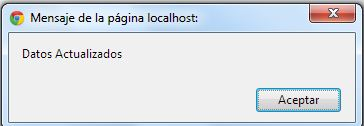 Mensaje de la página localhost:
Datos Actualizados
Aceptar